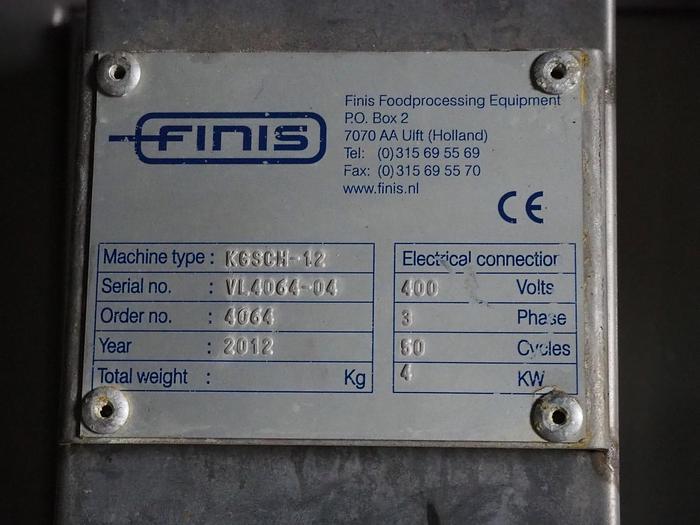 FINIS
Finis Foodprocessing Equipment
P.O. Box 2
7070 AA Ulft (Holland)
Tel: (0)315 69 55 69
Fax: (0)315 69 55 70
www.finis.nl
CE
Machine type : KGSCH-12
Serial no. : VL4064-04
Order no. : 4064
Year : 2012
Total weight : Kg
Electrical connection
400 Volts
3 Phase
50 Cycles
4 KW